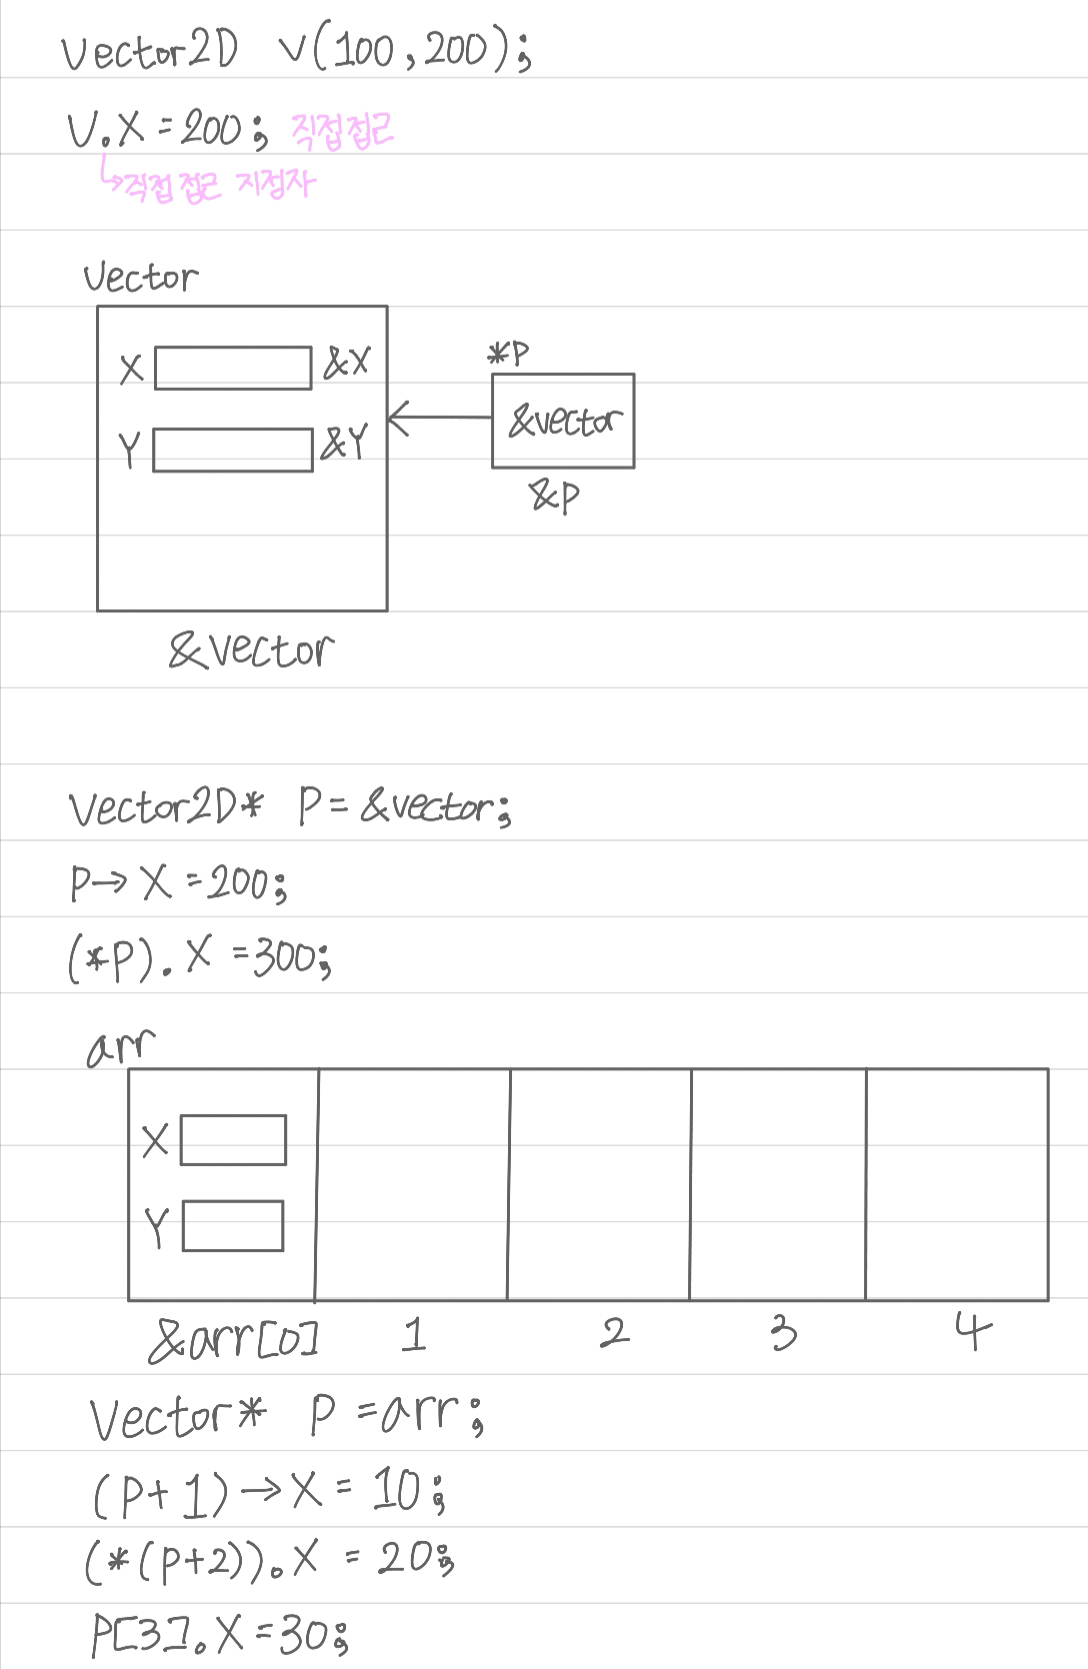 Vector2D v(100,200);
V.X=200; 직접접근
↳직접 접근 지정자
Vector
X &X
*P
&vector
Y &Y
&P
&vector
Vector2D* P=&vector;
P→X=200;
(*P).X=300;
arr
X
Y
&arr[0] 1 2 3 4
Vector* P=arr;
(P+1)→X=10;
(*(P+2)).X=20;
P[3].X=30;